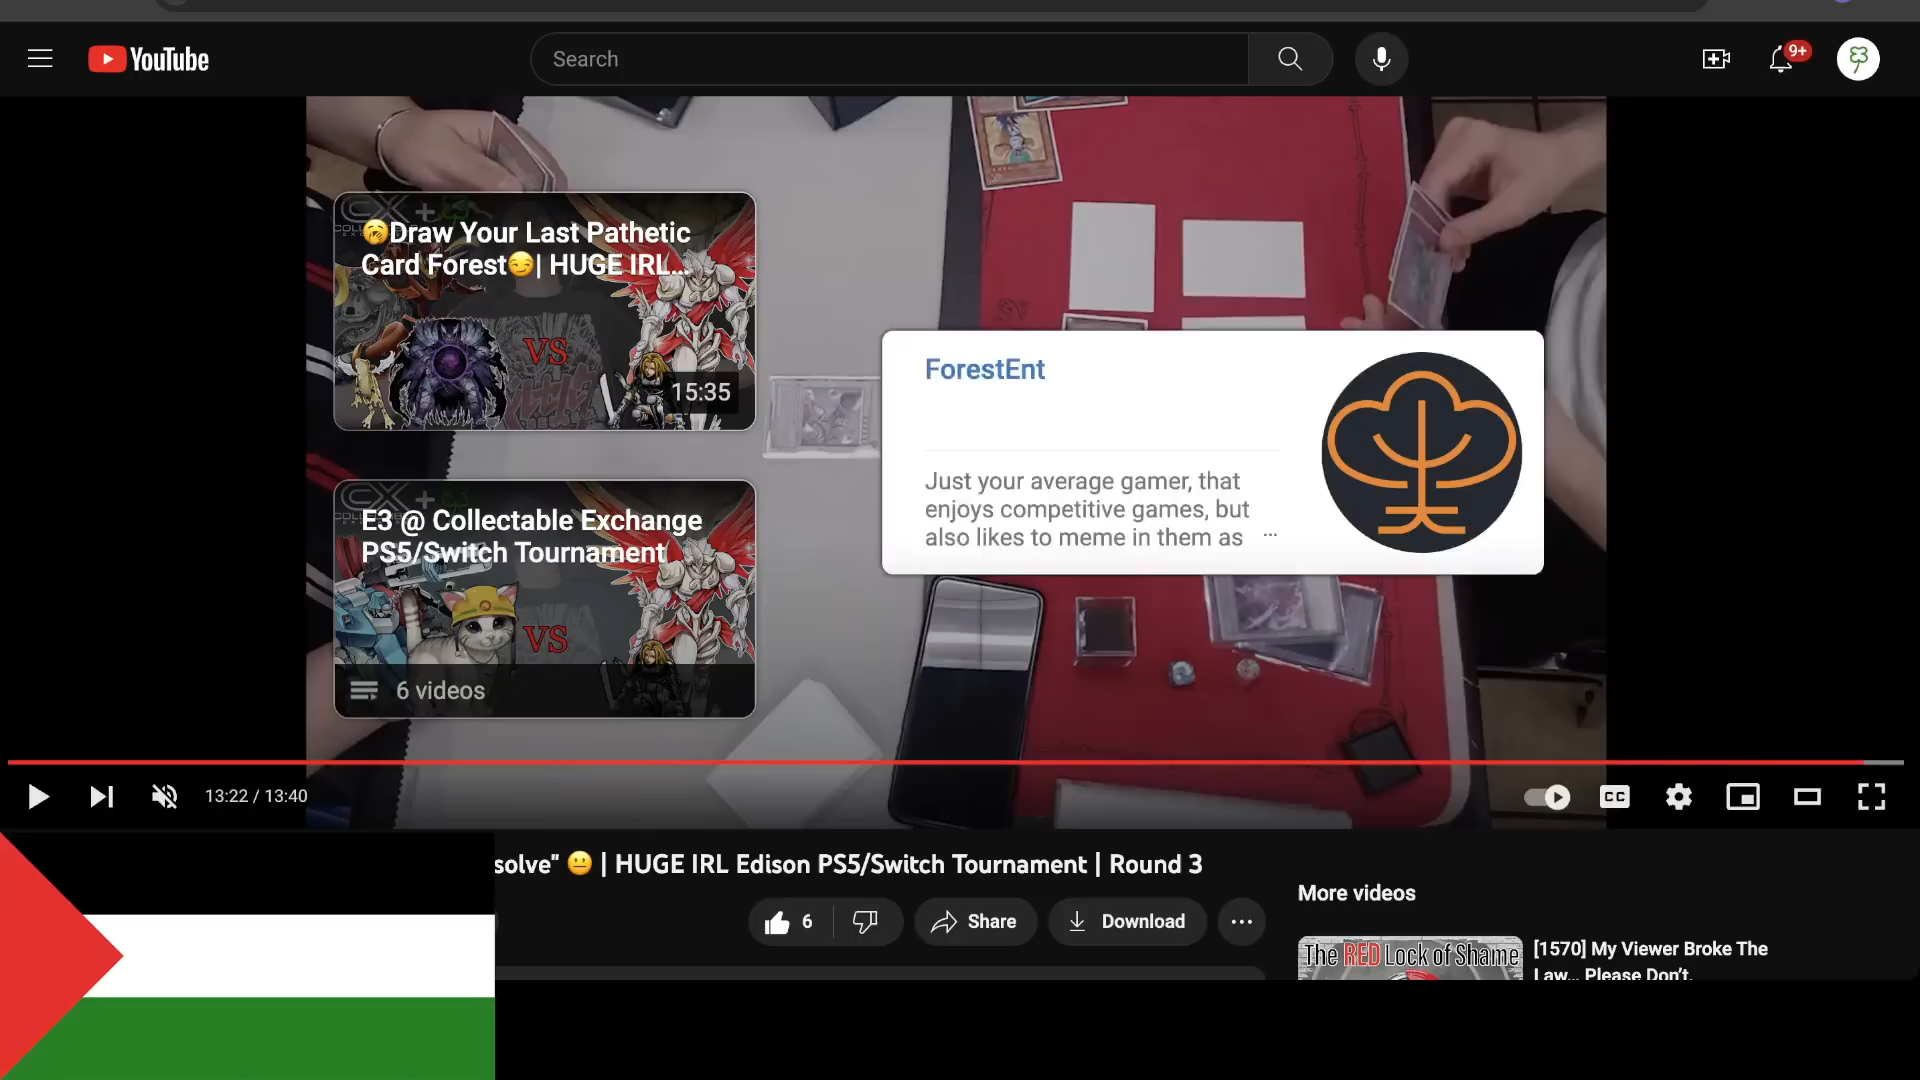 YouTube
Search
9+
🥱Draw Your Last Pathetic
Card Forest😏| HUGE IRL...
VS
15:35
ForestEnt
Just your average gamer, that
enjoys competitive games, but
also likes to meme in them as ...
E3 @ Collectable Exchange
PS5/Switch Tournament
VS
6 videos
13:22 / 13:40
CC
solve" 😐 | HUGE IRL Edison PS5/Switch Tournament | Round 3
6
Share
Download
More videos
The RED Lock of Shame
[1570] My Viewer Broke The
Law... Please Don't.